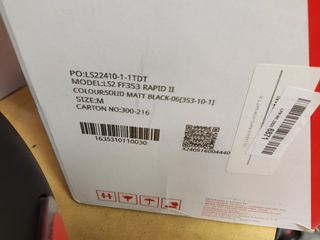 PO:LS22410-1-1TDT
MODEL:LS2 FF353 RAPID II
COLOUR:SOLID MATT BLACK-06[353-10-1]
SIZE:M
CARTON NO:300-216
1635310110030
X240914004440